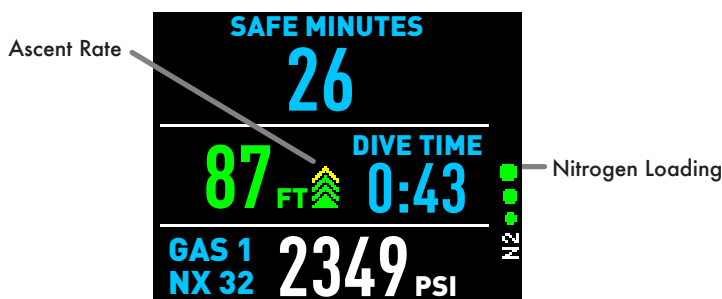 SAFE MINUTES
26
Ascent Rate
87 FT
DIVE TIME
0:43
Nitrogen Loading
N2
GAS 1
NX 32
2349 PSI